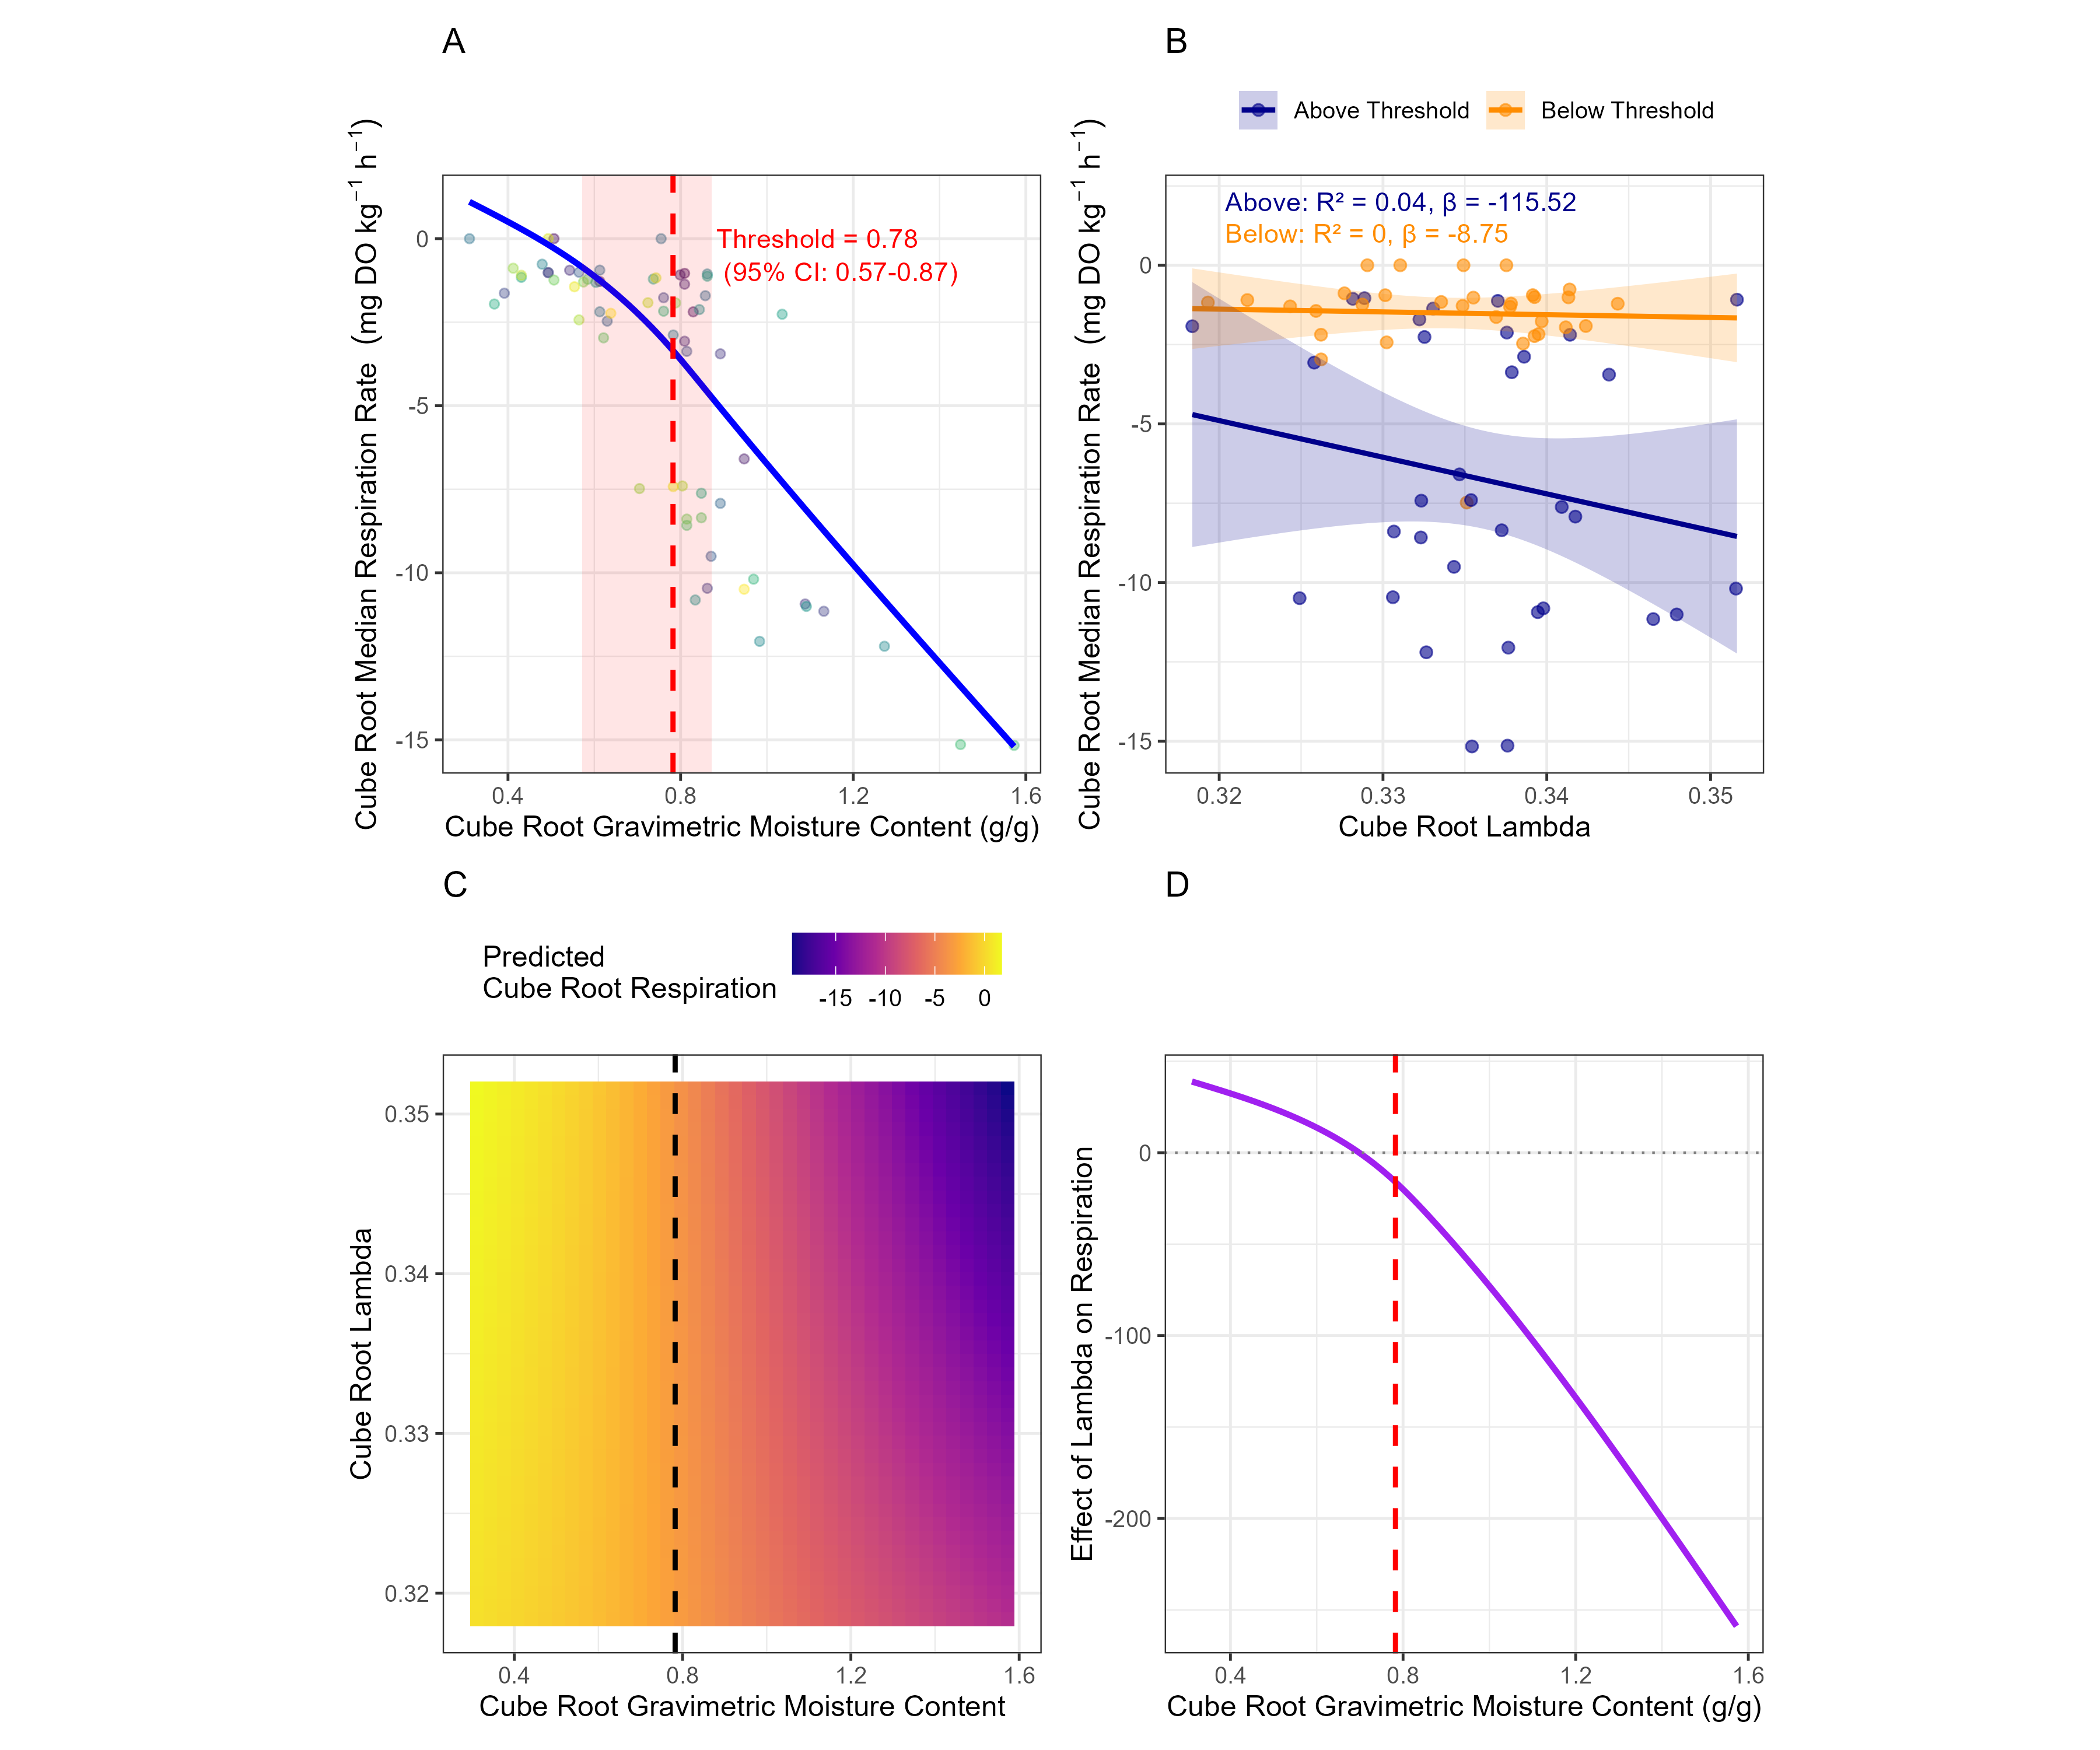 A
Cube Root Median Respiration Rate (mg DO kg⁻¹ h⁻¹)
0
-5
-10
-15
Threshold = 0.78
(95% CI: 0.57-0.87)
0.4
0.8
1.2
1.6
Cube Root Gravimetric Moisture Content (g/g)
B
Above Threshold
Below Threshold
Cube Root Median Respiration Rate (mg DO kg⁻¹ h⁻¹)
Above: R² = 0.04, β = -115.52
Below: R² = 0, β = -8.75
0
-5
-10
-15
0.32
0.33
0.34
0.35
Cube Root Lambda
C
Predicted
Cube Root Respiration
-15
-10
-5
0
Cube Root Lambda
0.35
0.34
0.33
0.32
0.4
0.8
1.2
1.6
Cube Root Gravimetric Moisture Content
D
Effect of Lambda on Respiration
0
-100
-200
0.4
0.8
1.2
1.6
Cube Root Gravimetric Moisture Content (g/g)